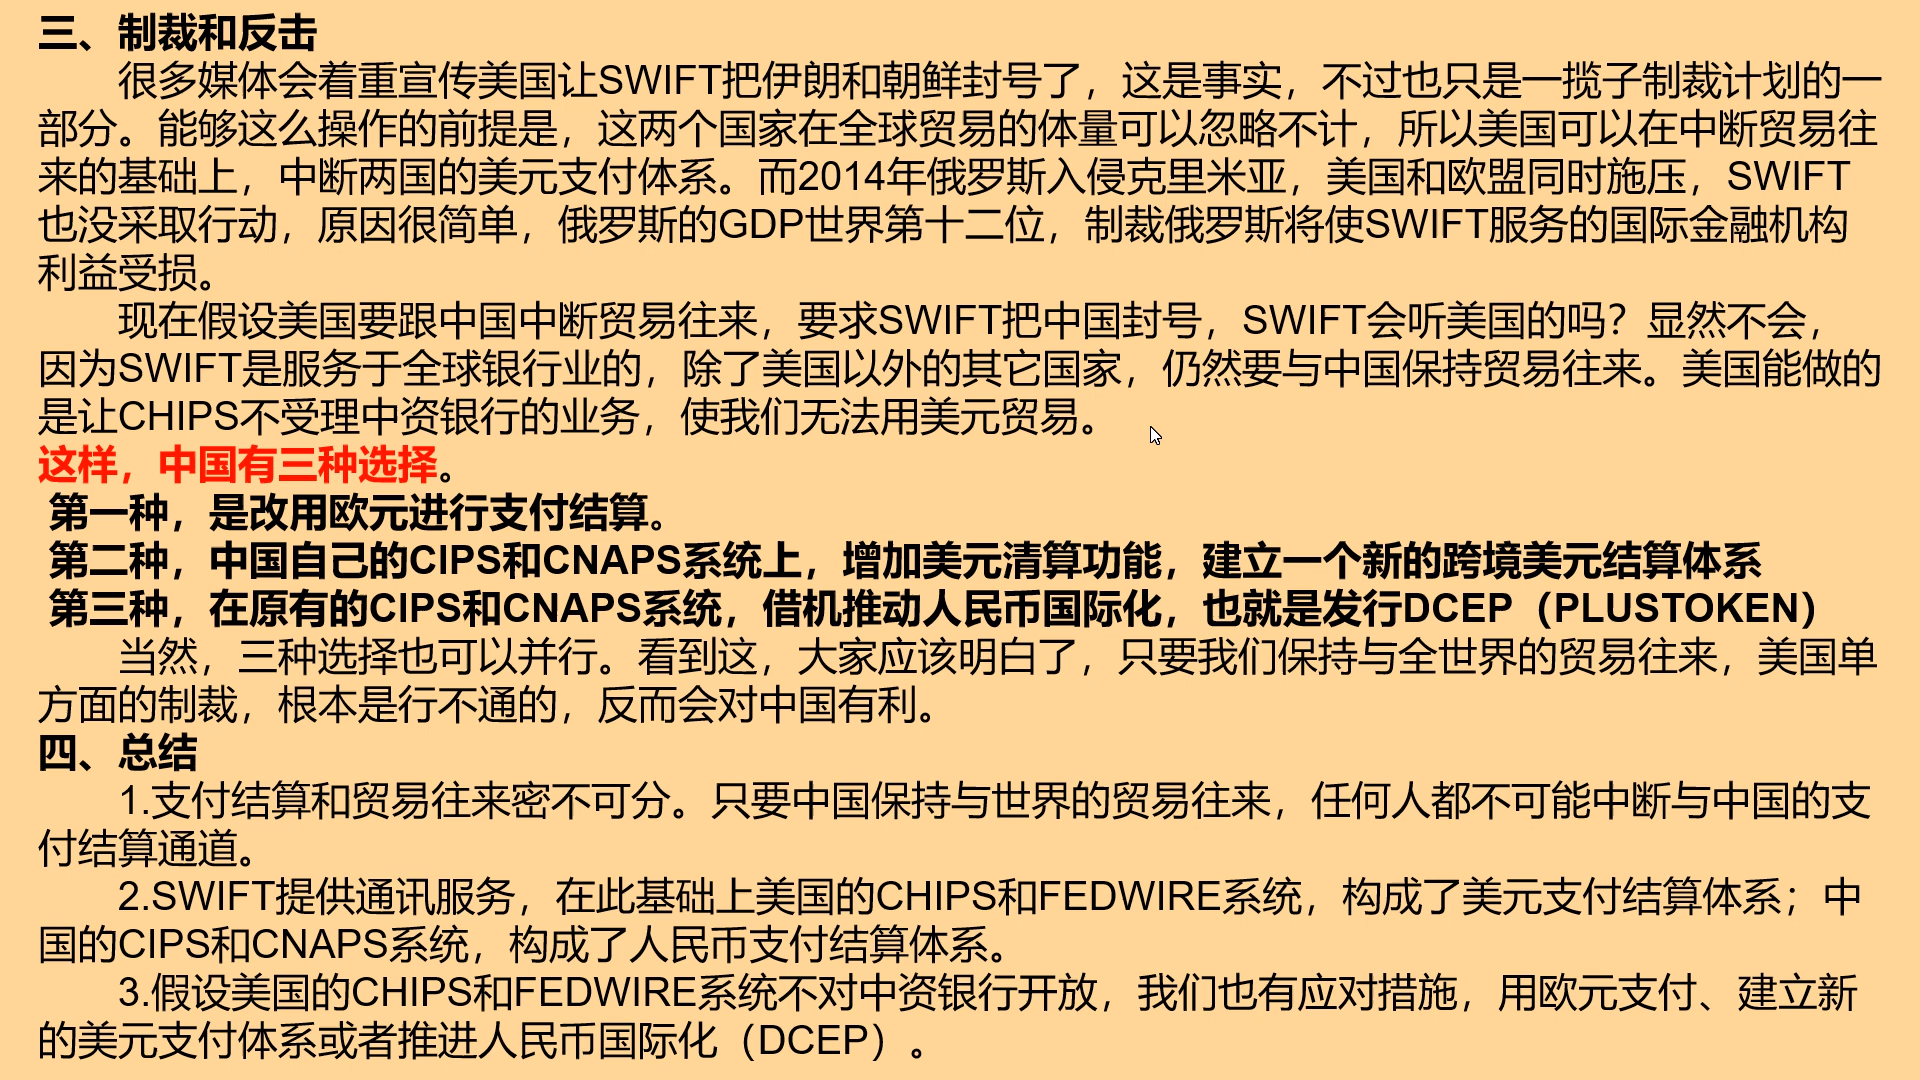 三、制裁和反击
很多媒体会着重宣传美国让SWIFT把伊朗和朝鲜封号了，这是事实，不过也只是一揽子制裁计划的一
部分。能够这么操作的前提是，这两个国家在全球贸易的体量可以忽略不计，所以美国可以在中断贸易往
来的基础上，中断两国的美元支付体系。而2014年俄罗斯入侵克里米亚，美国和欧盟同时施压，SWIFT
也没采取行动，原因很简单，俄罗斯的GDP世界第十二位，制裁俄罗斯将使SWIFT服务的国际金融机构
利益受损。
现在假设美国要跟中国中断贸易往来，要求SWIFT把中国封号，SWIFT会听美国的吗？显然不会，
因为SWIFT是服务于全球银行业的，除了美国以外的其它国家，仍然要与中国保持贸易往来。美国能做的
是让CHIPS不受理中资银行的业务，使我们无法用美元贸易。
这样，中国有三种选择。
第一种，是改用欧元进行支付结算。
第二种，中国自己的CIPS和CNAPS系统上，增加美元清算功能，建立一个新的跨境美元结算体系
第三种，在原有的CIPS和CNAPS系统，借机推动人民币国际化，也就是发行DCEP（PLUSTOKEN）
当然，三种选择也可以并行。看到这，大家应该明白了，只要我们保持与全世界的贸易往来，美国单
方面的制裁，根本是行不通的，反而会对中国有利。
四、总结
1.支付结算和贸易往来密不可分。只要中国保持与世界的贸易往来，任何人都不可能中断与中国的支
付结算通道。
2.SWIFT提供通讯服务，在此基础上美国的CHIPS和FEDWIRE系统，构成了美元支付结算体系；中
国的CIPS和CNAPS系统，构成了人民币支付结算体系。
3.假设美国的CHIPS和FEDWIRE系统不对中资银行开放，我们也有应对措施，用欧元支付、建立新
的美元支付体系或者推进人民币国际化（DCEP）。